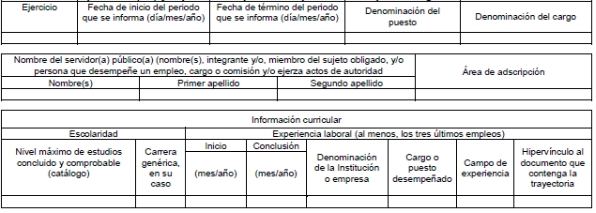 Ejercicio
Fecha de inicio del periodo
que se informa (día/mes/año)
Fecha de término del periodo
que se informa (día/mes/año)
Denominación del
puesto
Denominación del cargo
Nombre del servidor(a) público(a) (nombre(s), integrante y/o, miembro del sujeto obligado, y/o
persona que desempeñe un empleo, cargo o comisión y/o ejerza actos de autoridad
Área de adscripción
Nombre(s)
Primer apellido
Segundo apellido
Información curricular
Escolaridad
Experiencia laboral (al menos, los tres últimos empleos)
Nivel máximo de estudios
concluido y comprobable
(catálogo)
Carrera
genérica,
en su
caso
Inicio
(mes/año)
Conclusión
(mes/año)
Denominación
de la Institución
o empresa
Cargo o
puesto
desempeñado
Campo de
experiencia
Hipervínculo al
documento que
contenga la
trayectoria